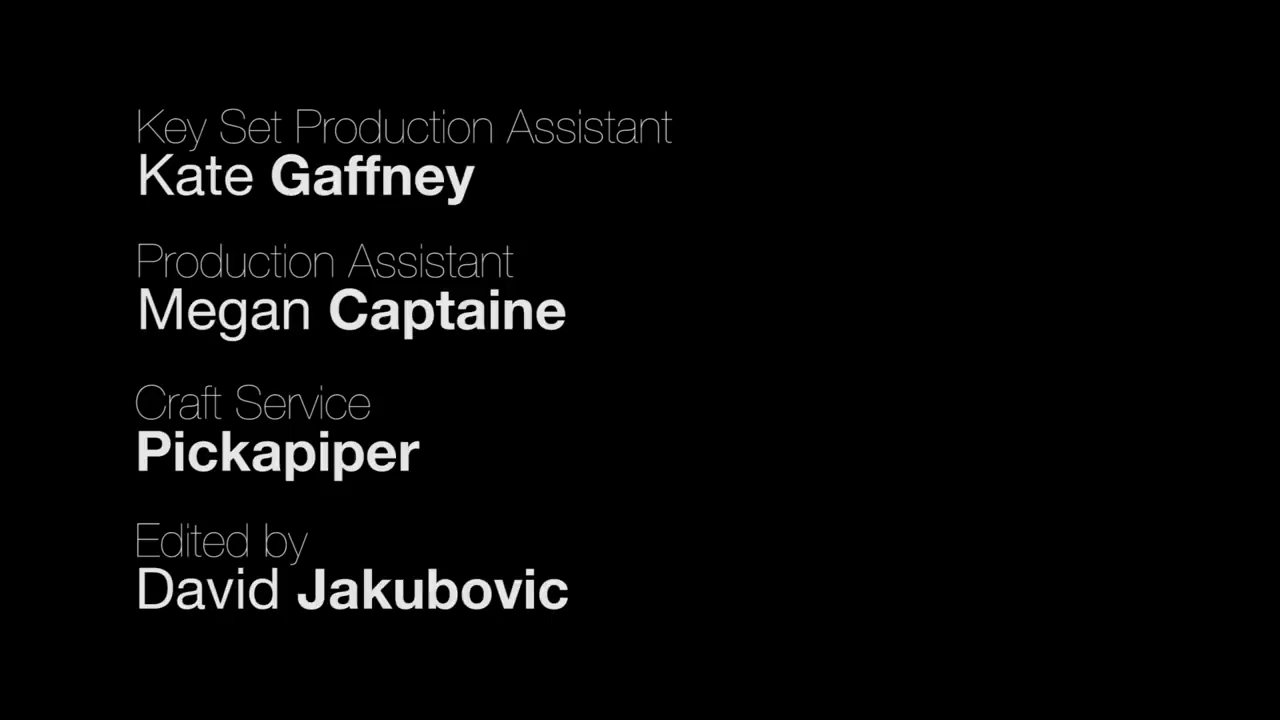 Key Set Production Assistant
Kate Gaffney
Production Assistant
Megan Captaine
Craft Service
Pickapiper
Edited by
David Jakubovic